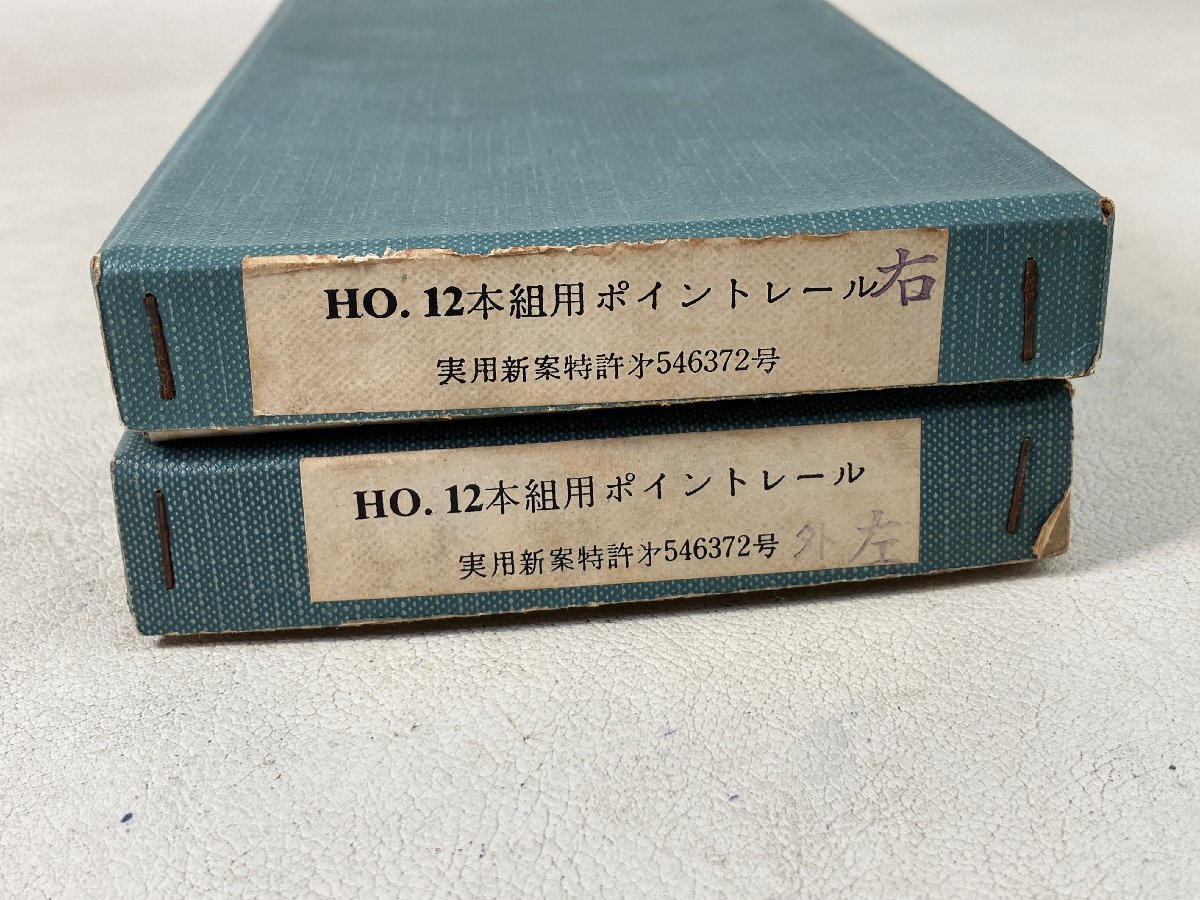 HO. 12本組用ポイントレール右
実用新案特許㐧546372号
HO. 12本組用ポイントレール
実用新案特許㐧546372号 外 左